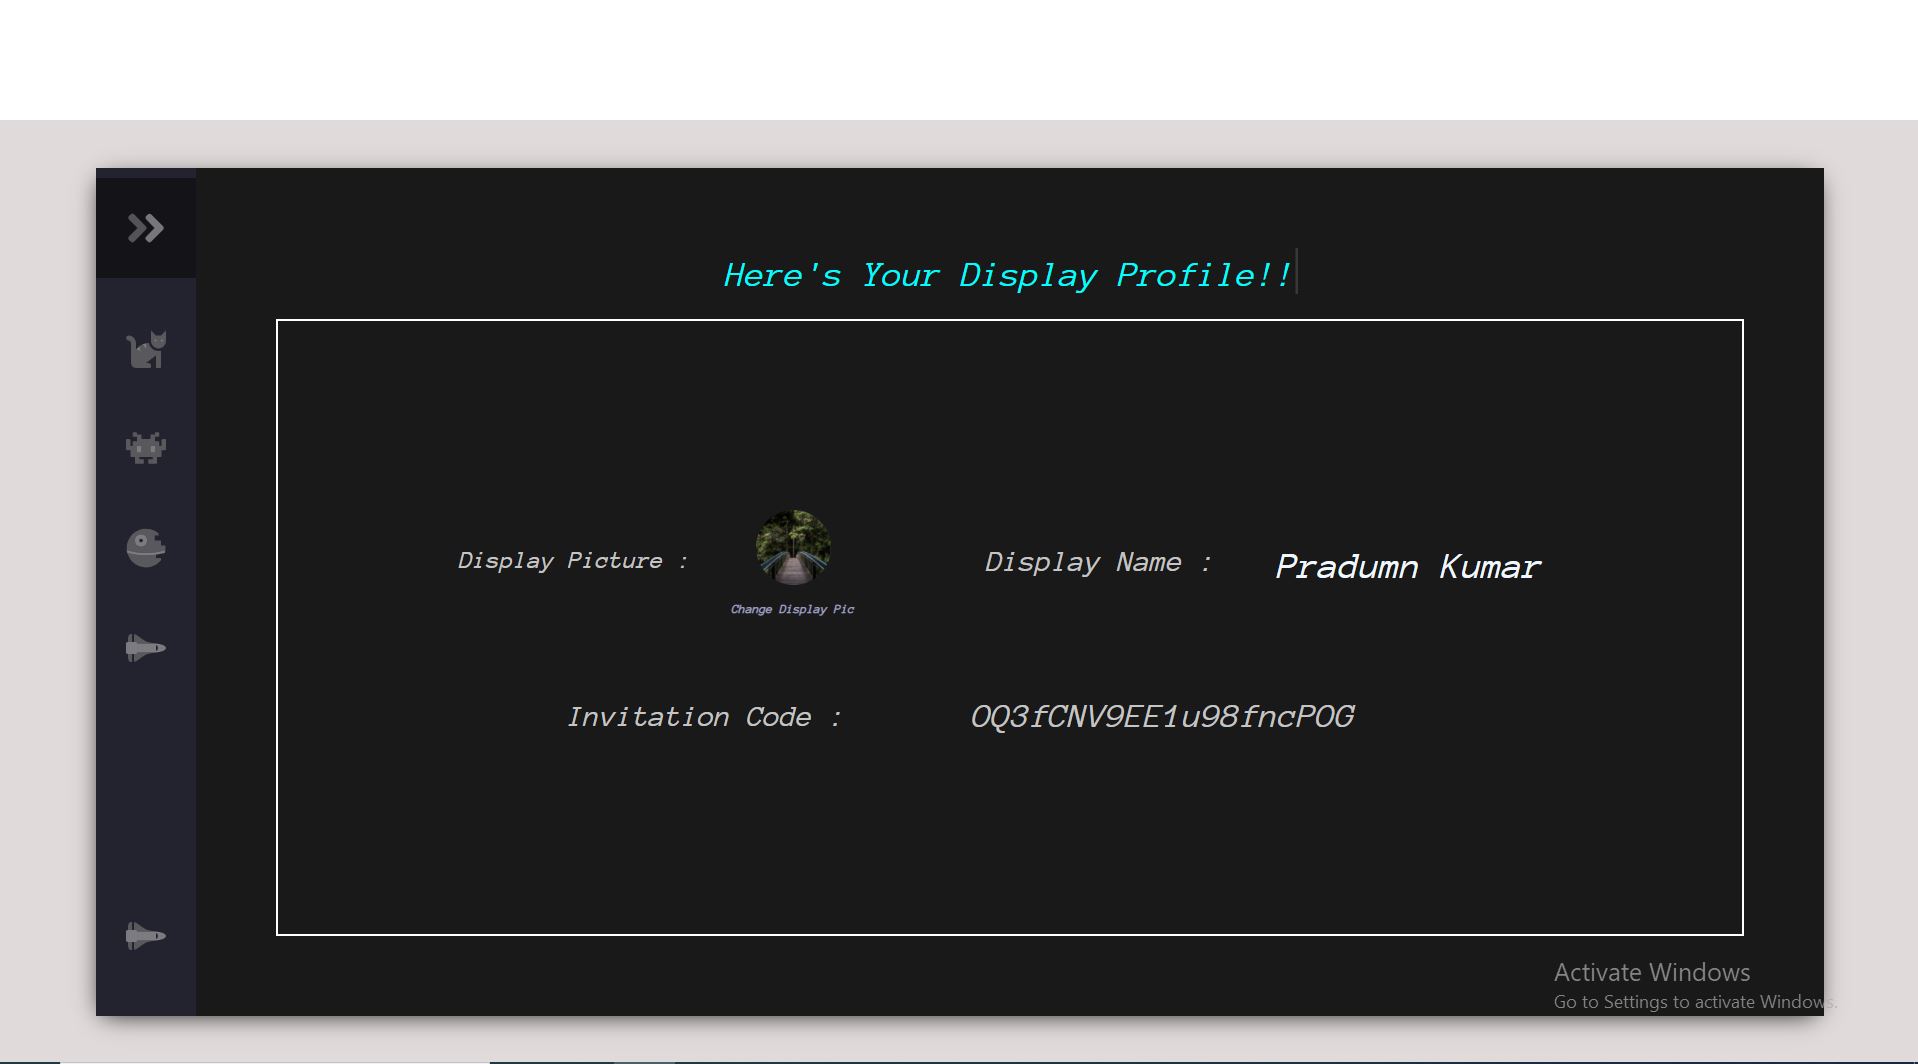 Here's Your Display Profile!!
Display Picture :
Change Display Pic
Display Name :
Pradumn Kumar
Invitation Code :
OQ3fCNV9EE1u98fncPOG
Activate Windows
Go to Settings to activate Windows.